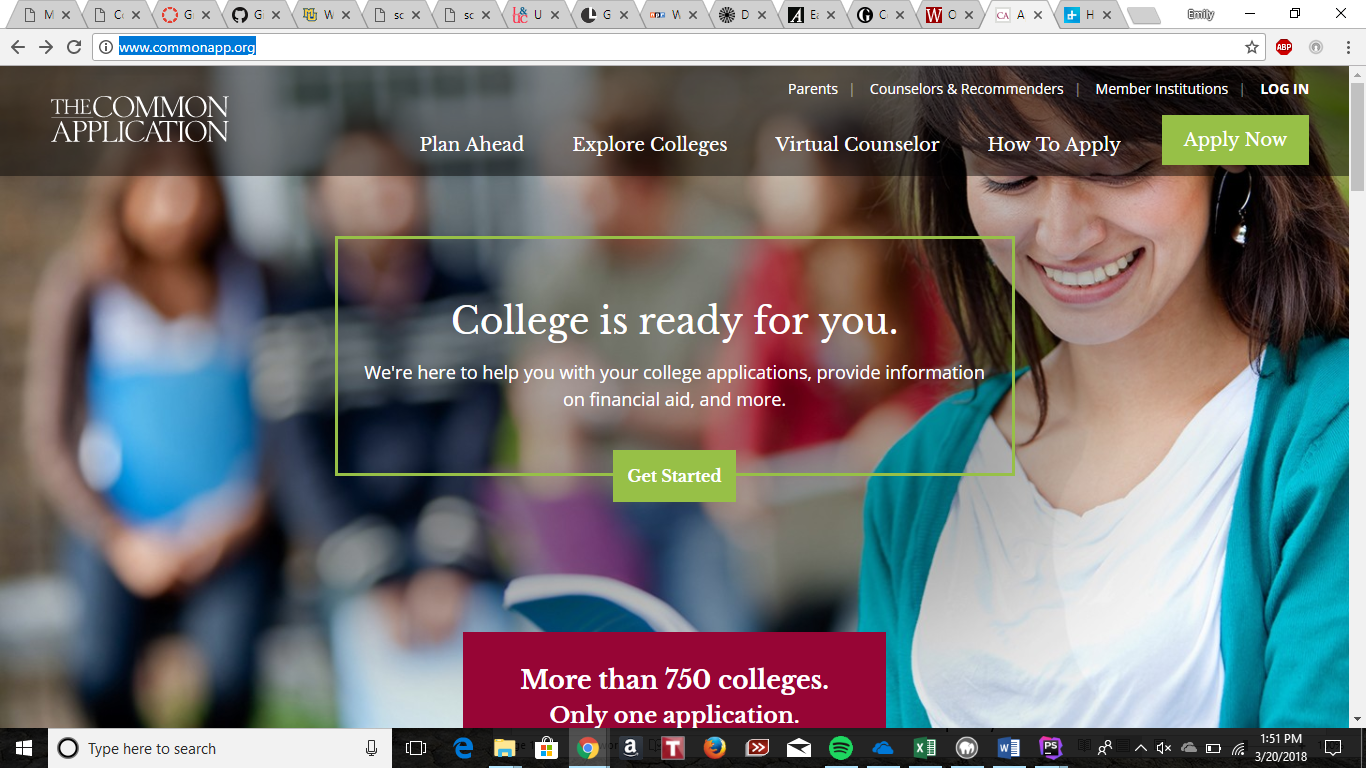 M
Co
Gr
G
W
sc
sc
U
G
W
D
Ea
Co
O
A
H
Emily
www.commonapp.org
ABP
Parents | Counselors & Recommenders | Member Institutions | LOG IN
THE COMMON
APPLICATION
Plan Ahead Explore Colleges Virtual Counselor How To Apply Apply Now
College is ready for you.
We're here to help you with your college applications, provide information
on financial aid, and more.
Get Started
More than 750 colleges.
Only one application.
Type here to search
1:51 PM
3/20/2018